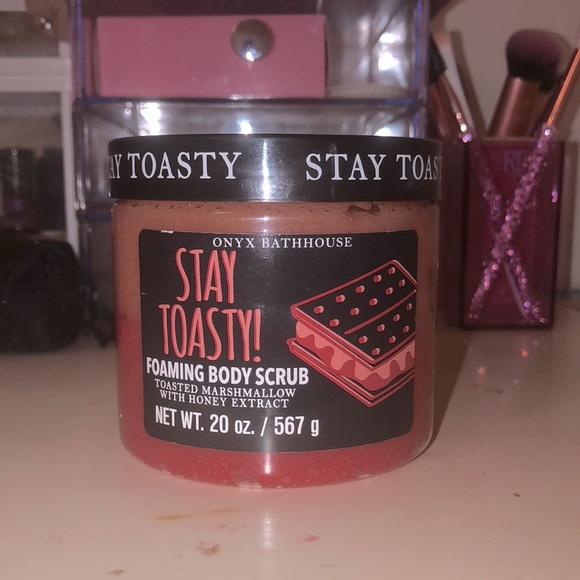 AY TOASTY STAY TOAS
ONYX BATHHOUSE
STAY
TOASTY!
FOAMING BODY SCRUB
TOASTED MARSHMALLOW
WITH HONEY EXTRACT
NET WT. 20 oz. / 567 g